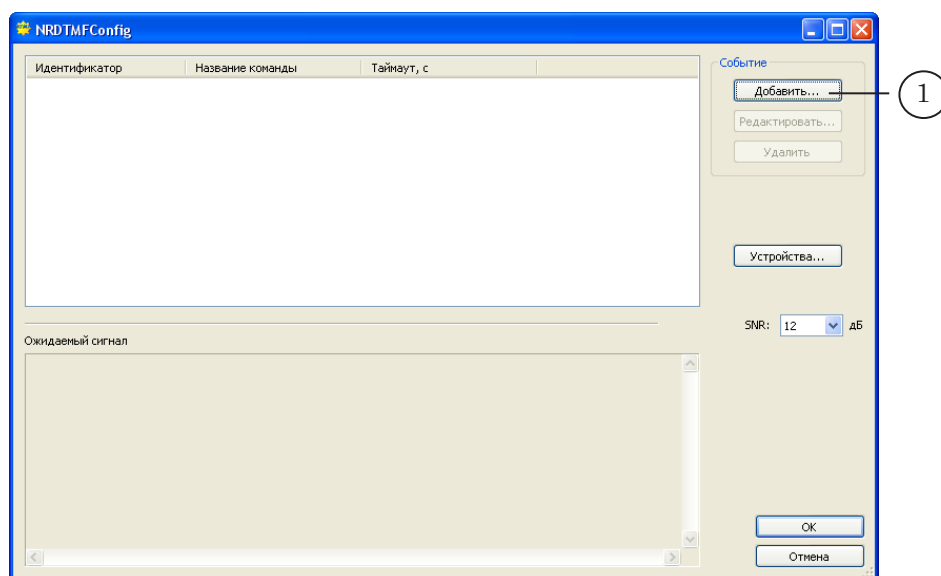 NRDTMFConfig
Идентификатор Название команды Таймаут, с
Событие
Добавить...
1
Редактировать...
Удалить
Устройства...
SNR: 12 дБ
Ожидаемый сигнал
OK
Отмена